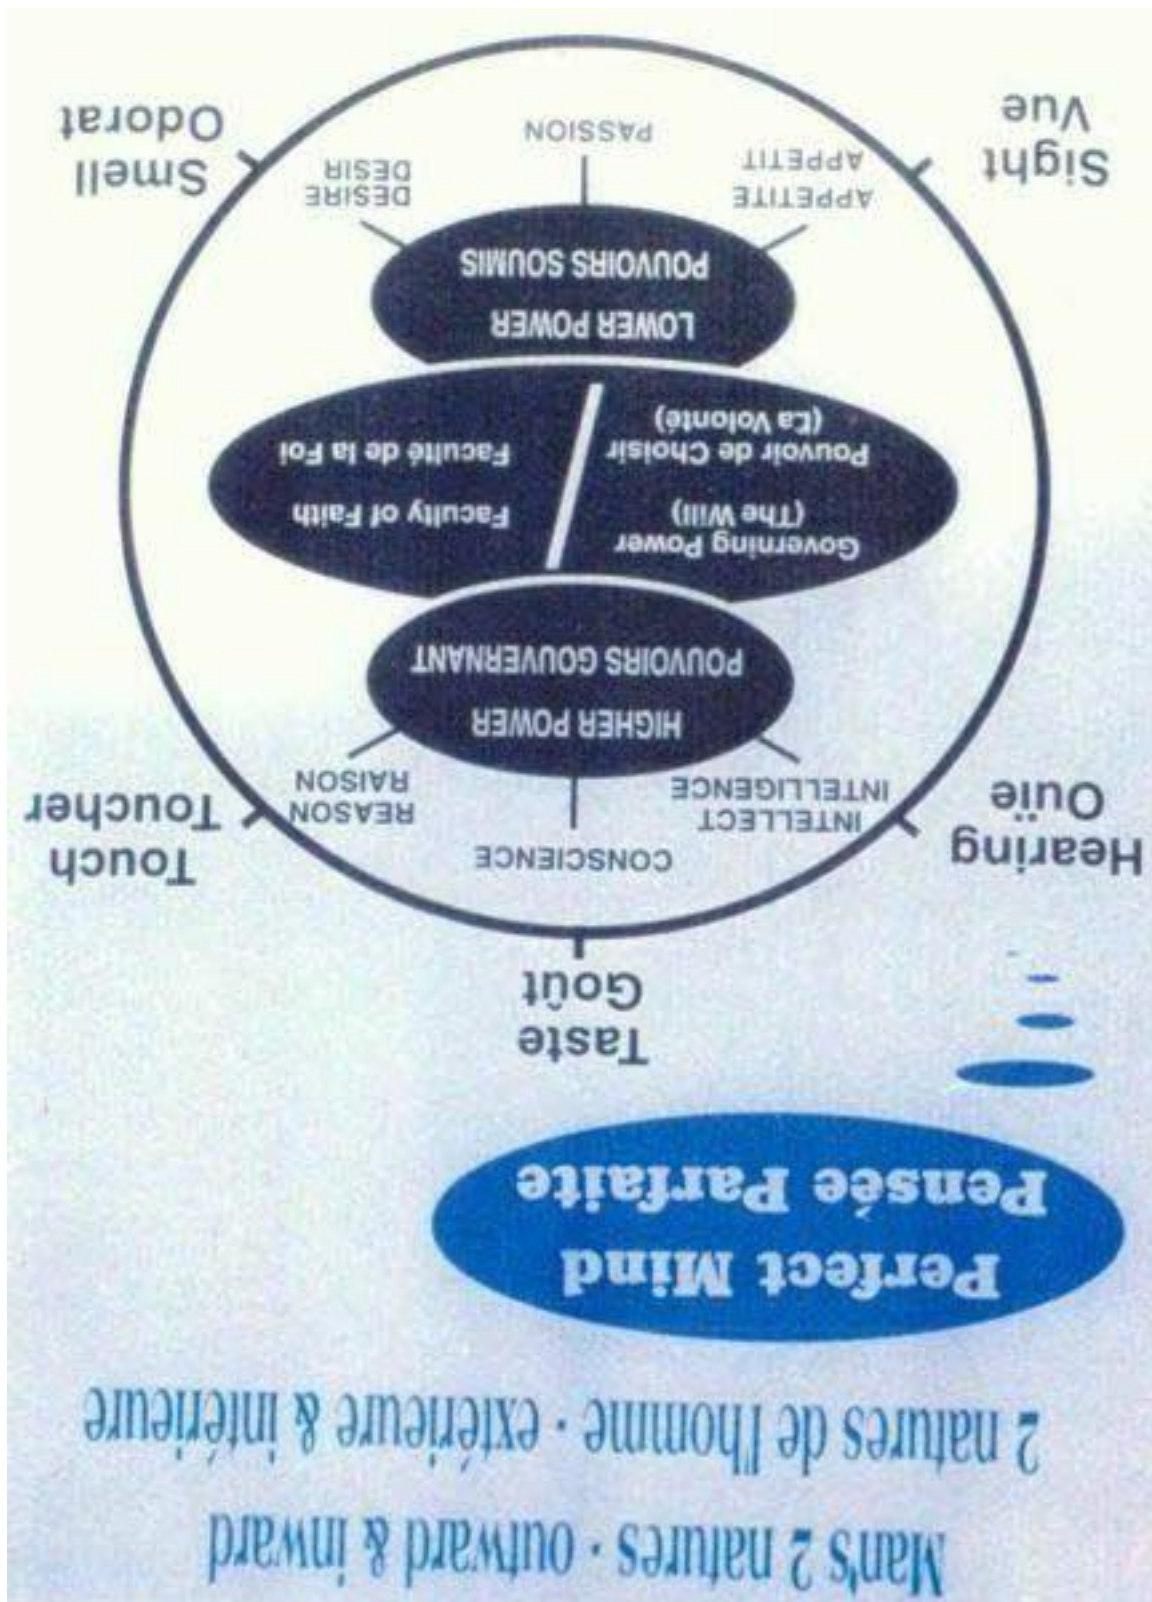 Man's 2 natures · outward & inward
2 natures de l'homme · extérieure & intérieure
Perfect Mind
Pensée Parfaite
Taste
Goût
Hearing
Ouïe
Touch
Toucher
CONSCIENCE
INTELLECT
INTELLIGENCE
REASON
RAISON
HIGHER POWER
POUVOIRS GOUVERNANT
Governing Power
(The Will)
Pouvoir de Choisir
(La Volonté)
Faculty of Faith
Faculté de la Foi
LOWER POWER
POUVOIRS SOUMIS
APPETITE
APPETIT
PASSION
DESIRE
DESIR
Sight
Vue
Smell
Odorat